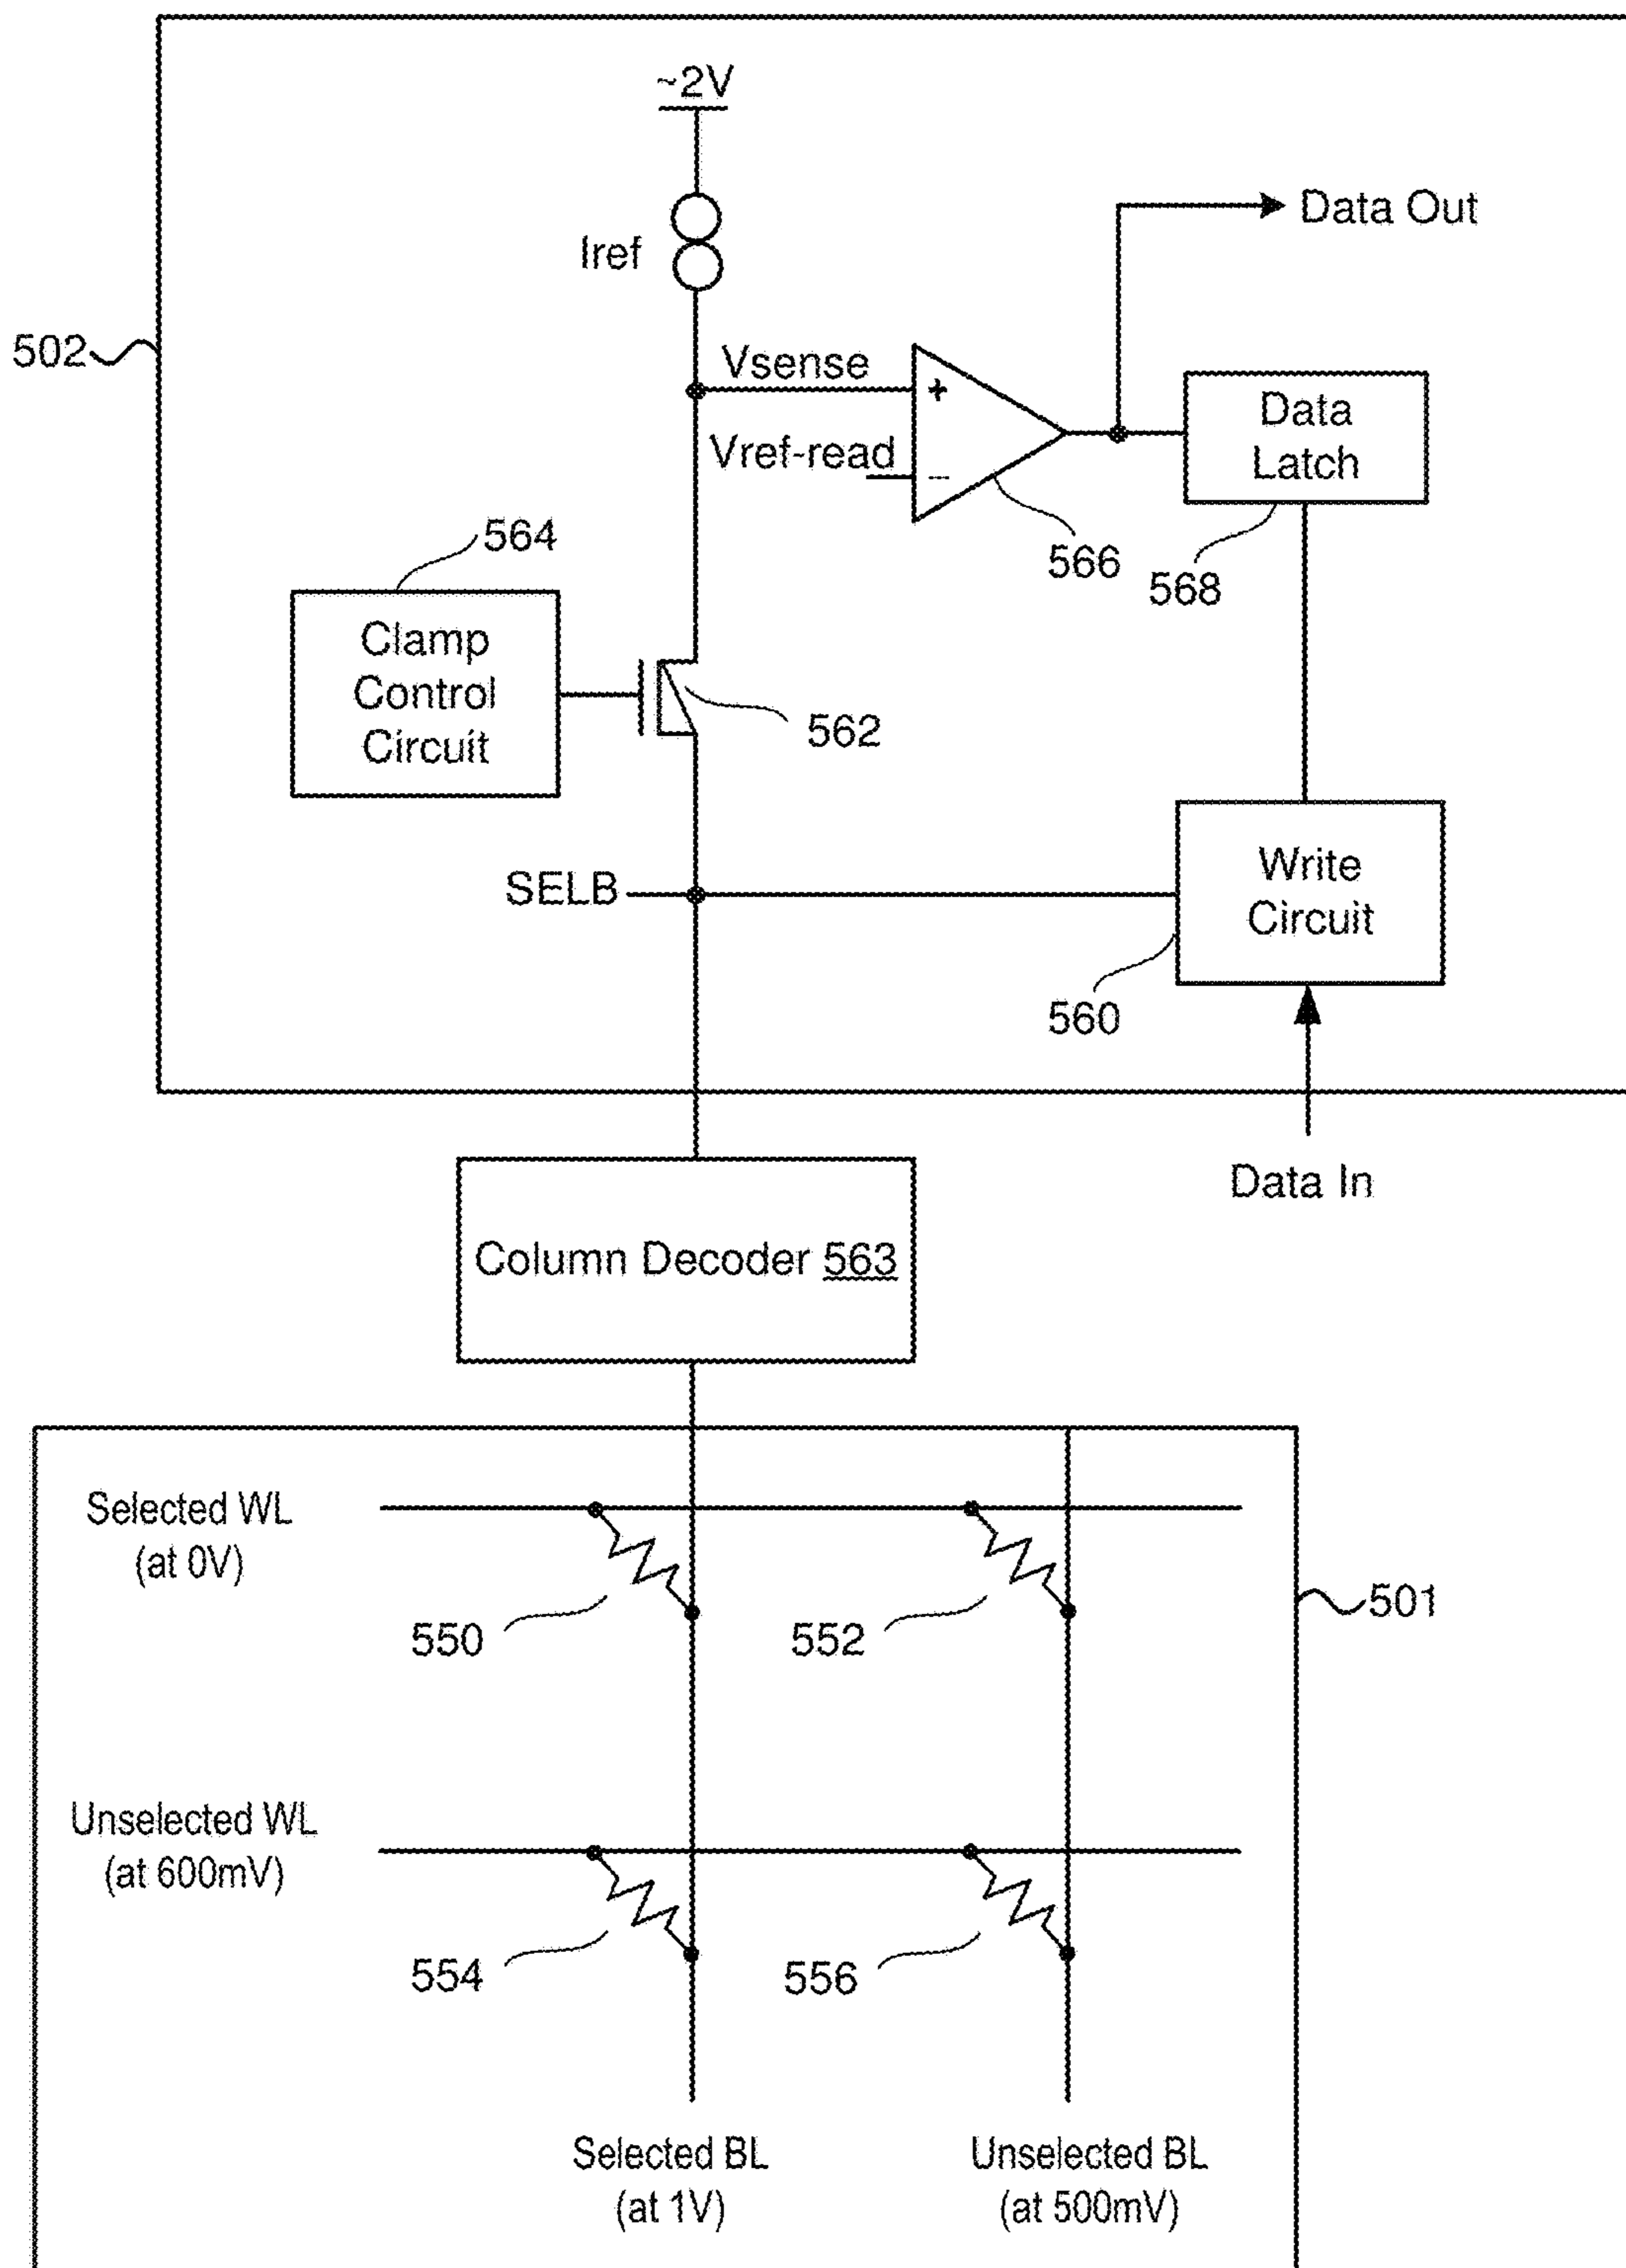 ~2V
Data Out
Iref
502
Vsense
+
Data
Latch
Vref-read
--
564
566
568
Clamp
Control
Circuit
562
Write
Circuit
SELB
560
Data In
Column Decoder 563
Selected WL
(at 0V)
501
550
552
Unselected WL
(at 600mV)
554
556
Selected BL
(at 1V)
Unselected BL
(at 500mV)